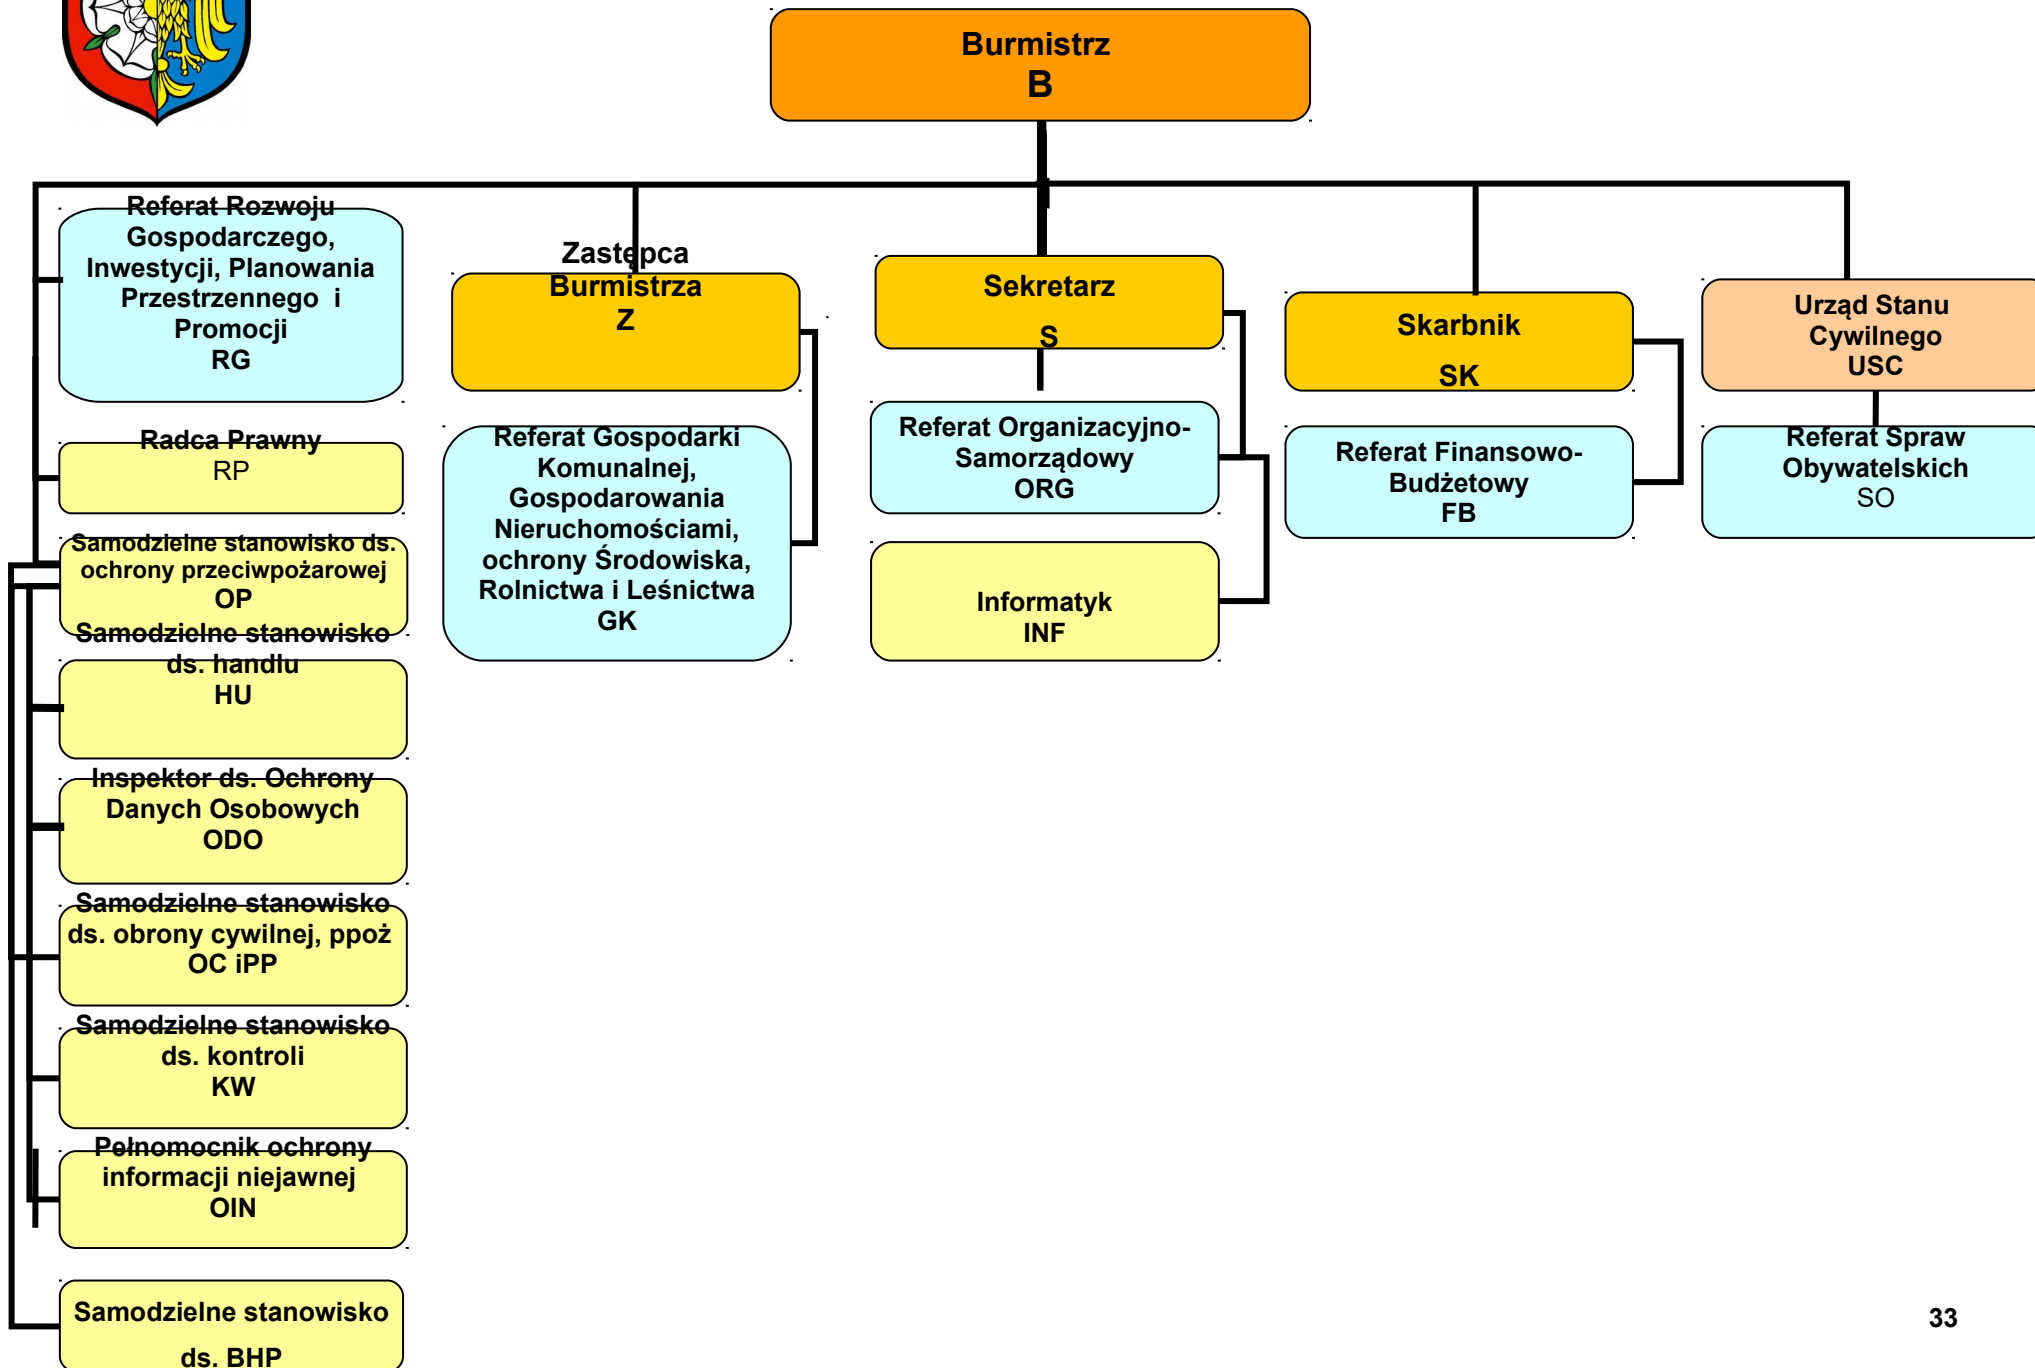 Burmistrz
B
Referat Rozwoju
Gospodarczego,
Inwestycji, Planowania
Przestrzennego i
Promocji
RG
Radca Prawny
RP
Samodzielne stanowisko ds.
ochrony przeciwpożarowej
OP
Samodzielne stanowisko
ds. handlu
HU
Inspektor ds. Ochrony
Danych Osobowych
ODO
Samodzielne stanowisko
ds. obrony cywilnej, ppoż
OC iPP
Samodzielne stanowisko
ds. kontroli
KW
Pełnomocnik ochrony
informacji niejawnej
OIN
Samodzielne stanowisko
ds. BHP
Zastępca
Burmistrza
Z
Referat Gospodarki
Komunalnej,
Gospodarowania
Nieruchomościami,
ochrony Środowiska,
Rolnictwa i Leśnictwa
GK
Sekretarz
S
Referat Organizacyjno-
Samorządowy
ORG
Informatyk
INF
Skarbnik
SK
Referat Finansowo-
Budżetowy
FB
Urząd Stanu
Cywilnego
USC
Referat Spraw
Obywatelskich
SO
33